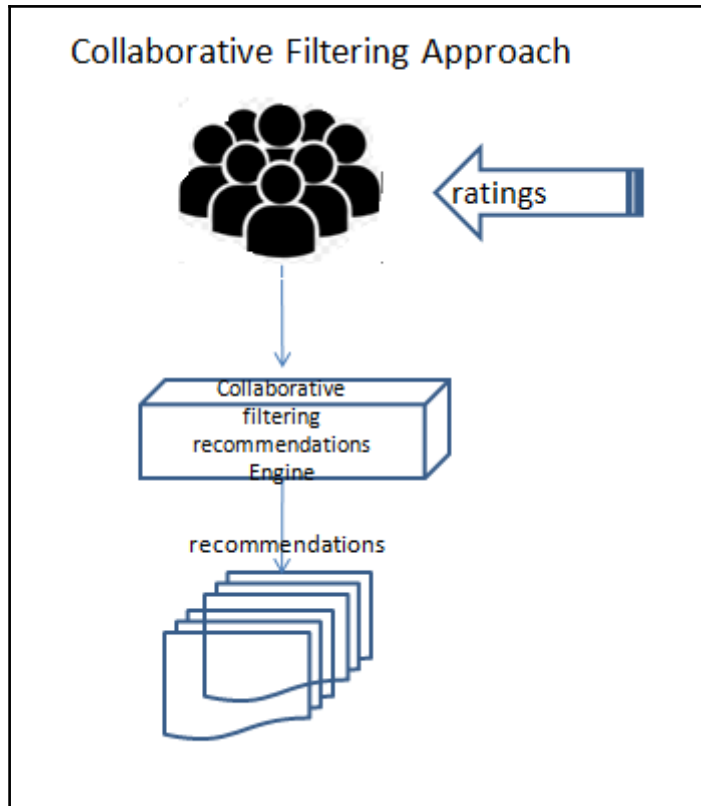 Collaborative Filtering Approach
ratings
Collaborative
filtering
recommendations
Engine
recommendations